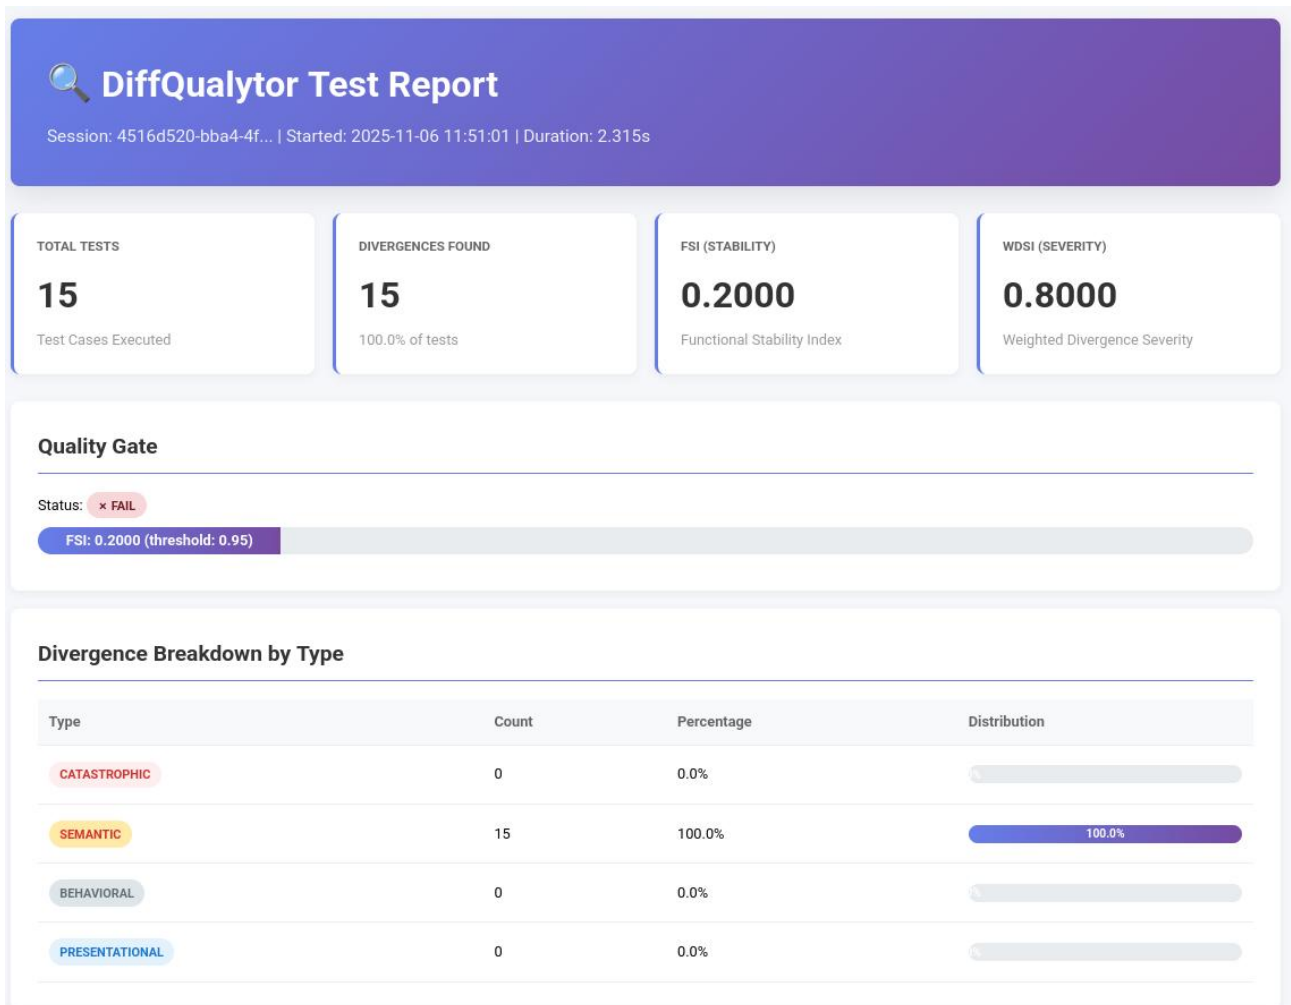 DiffQualytor Test Report
Session: 4516d520-bba4-4f... | Started: 2025-11-06 11:51:01 | Duration: 2.315s
TOTAL TESTS
15
Test Cases Executed
DIVERGENCES FOUND
15
100.0% of tests
FSI (STABILITY)
0.2000
Functional Stability Index
WDSI (SEVERITY)
0.8000
Weighted Divergence Severity
Quality Gate
Status: × FAIL
FSI: 0.2000 (threshold: 0.95)
Divergence Breakdown by Type
Type Count Percentage Distribution
CATASTROPHIC 0 0.0%
SEMANTIC 15 100.0% 100.0%
BEHAVIORAL 0 0.0%
PRESENTATIONAL 0 0.0%